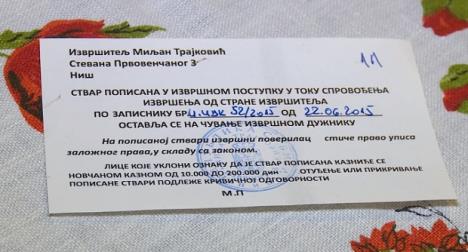 Извршитељ Миљан Трајковић
Стевана Првовенчаног 3
Ниш
11
СТВАР ПОПИСАНА У ИЗВРШНОМ ПОСТУПКУ У ТОКУ СПРОВОЂЕЊА
ИЗВРШЕЊА ОД СТРАНЕ ИЗВРШИТЕЉА
ПО ЗАПИСНИКУ БР И.ИВК 52/2015 ОД 22.06.2015
ОСТАВЉА СЕ НА ЧУВАЊЕ ИЗВРШНОМ ДУЖНИКУ
На пописаној ствари извршни поверилац стиче право уписа
заложног права, у складу са законом.
ЛИЦЕ КОЈЕ УКЛОНИ ОЗНАКУ ДА ЈЕ СТВАР ПОПИСАНА КАЗНИЋЕ СЕ
НОВЧАНОМ КАЗНОМ ОД 10.000 ДО 200.000 дин ОТУЂЕЊЕ ИЛИ ПРИКРИВАЊЕ
ПОПИСАНЕ СТВАРИ ПОДЛЕЖЕ КРИВИЧНОЈ ОДГОВОРНОСТИ
М.П